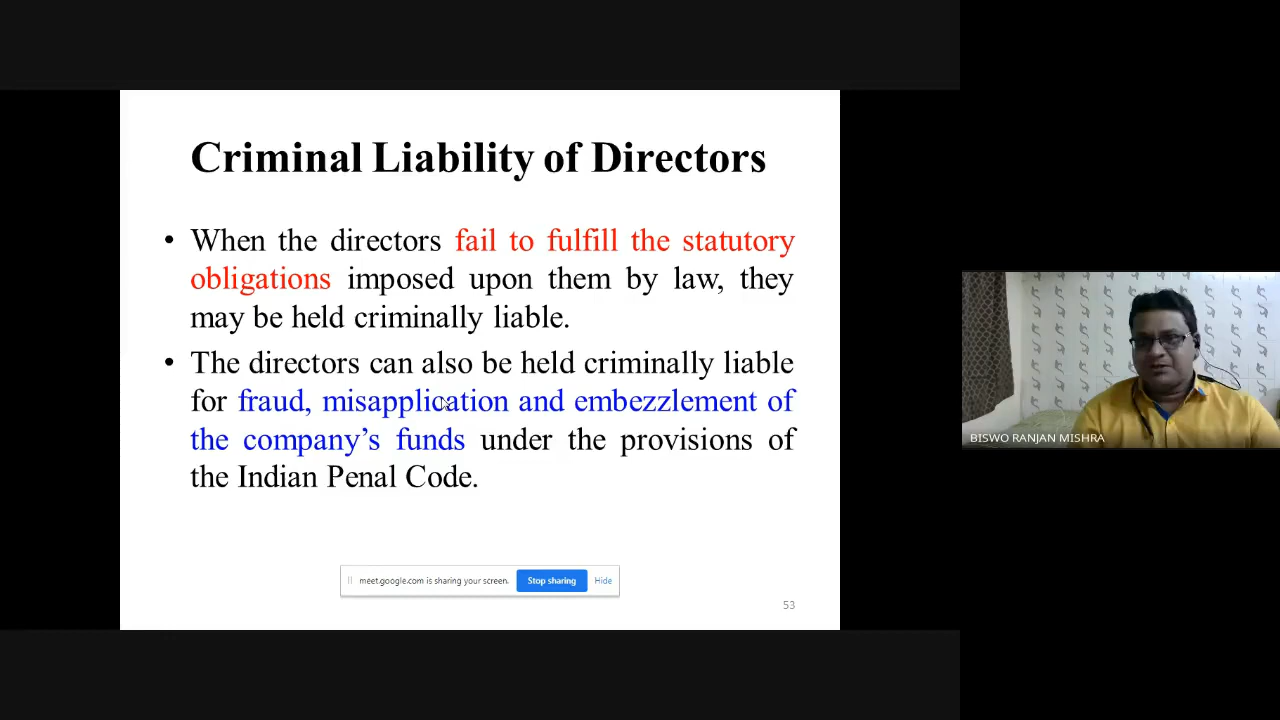 Criminal Liability of Directors
• When the directors fail to fulfill the statutory
obligations imposed upon them by law, they
may be held criminally liable.
• The directors can also be held criminally liable
for fraud, misapplication and embezzlement of
the company's funds under the provisions of
the Indian Penal Code.
meet.google.com is sharing your screen. Stop sharing Hide
53
BISWO RANJAN MISHRA